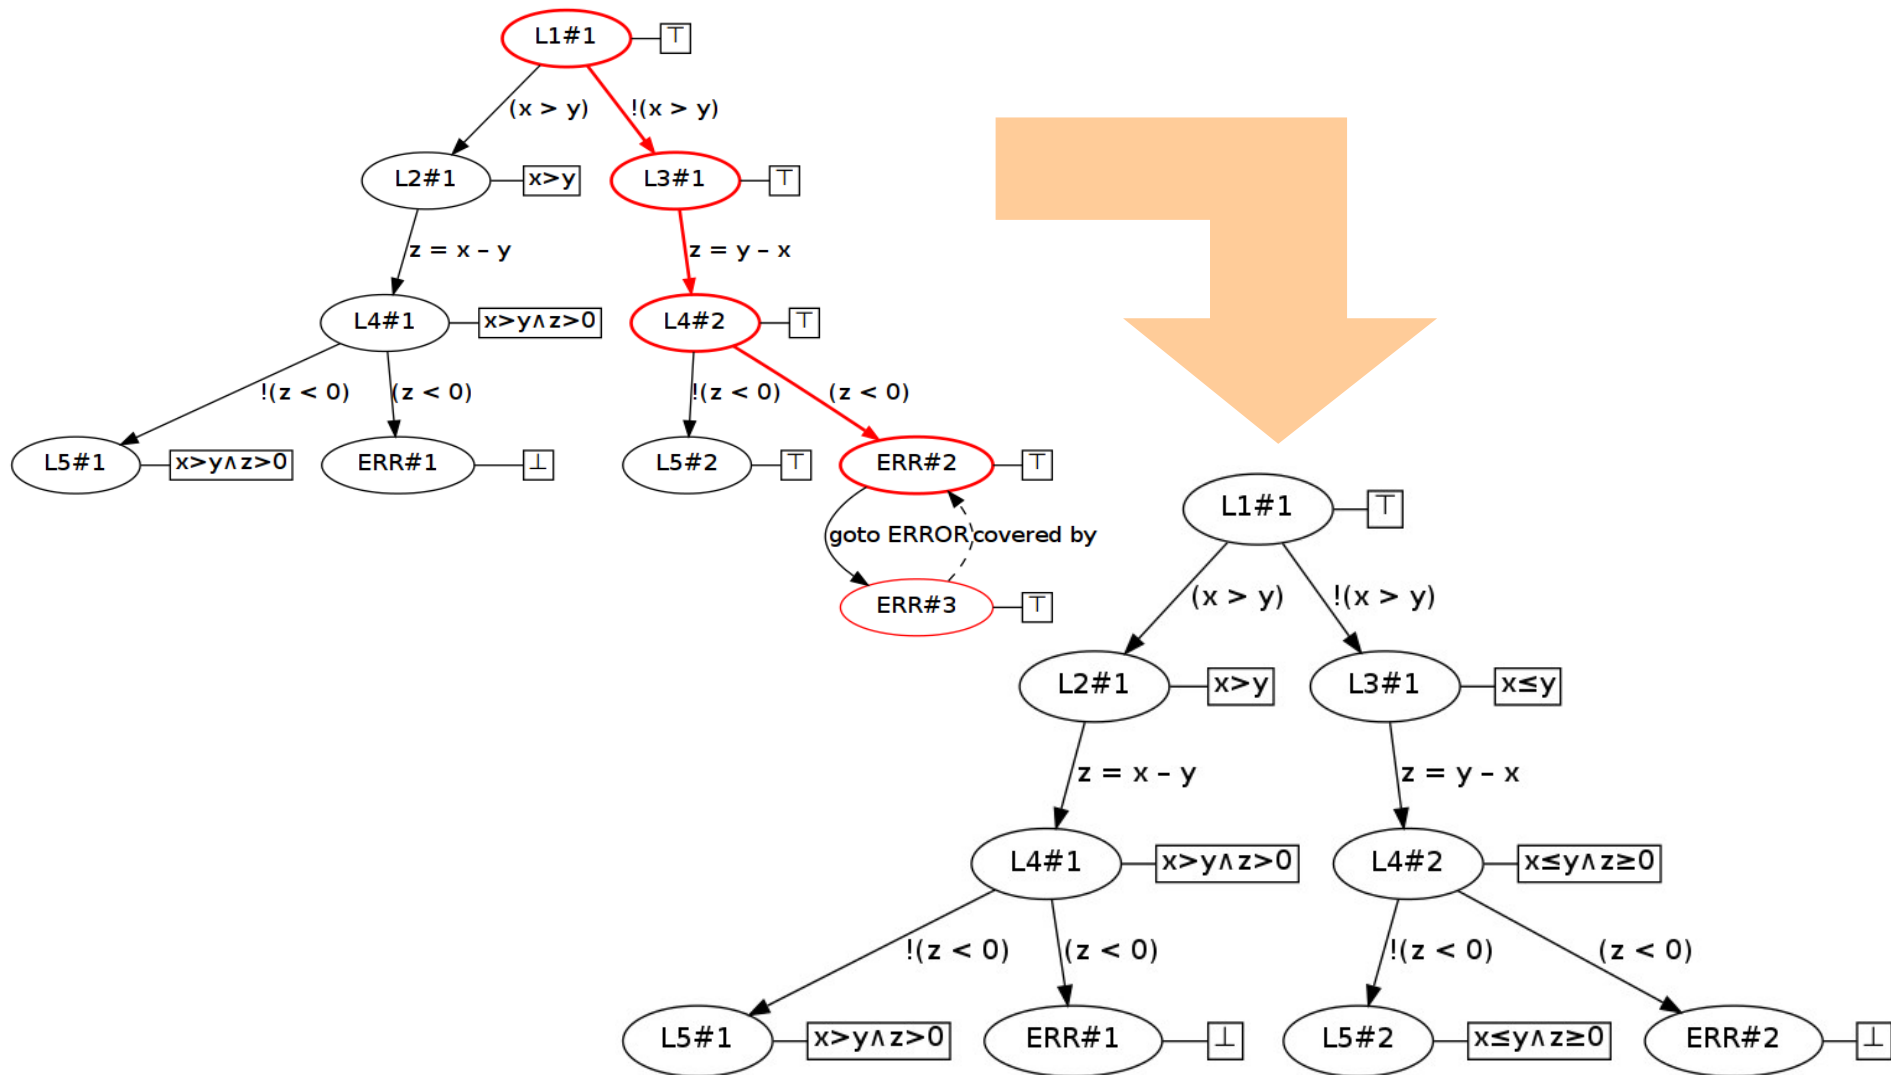 L1#1 ⊤
(x > y) !(x > y)
L2#1 x>y L3#1 ⊤
z = x – y z = y – x
L4#1 x>y∧z>0 L4#2 ⊤
!(z < 0) (z < 0) !(z < 0) (z < 0)
L5#1 x>y∧z>0 ERR#1 ⊥ L5#2 ⊤ ERR#2 ⊤
goto ERROR covered by
ERR#3 ⊤
L1#1 ⊤
(x > y) !(x > y)
L2#1 x>y L3#1 x≤y
z = x – y z = y – x
L4#1 x>y∧z>0 L4#2 x≤y∧z≥0
!(z < 0) (z < 0) !(z < 0) (z < 0)
L5#1 x>y∧z>0 ERR#1 ⊥ L5#2 x≤y∧z≥0 ERR#2 ⊥